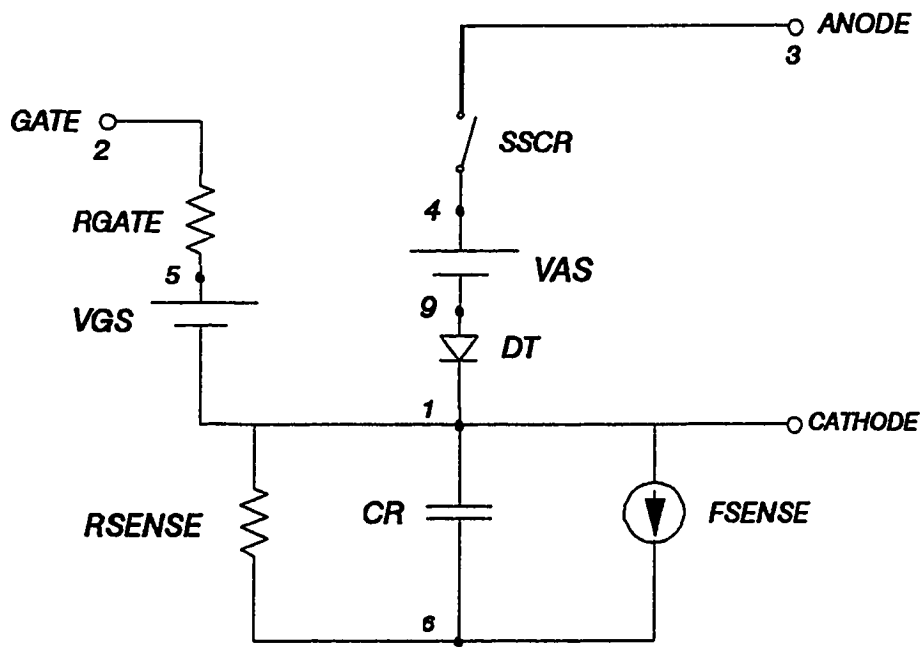 ANODE
3
GATE
2
SSCR
RGATE
4
5
VAS
VGS
9
DT
1
CATHODE
RSENSE
CR
FSENSE
6